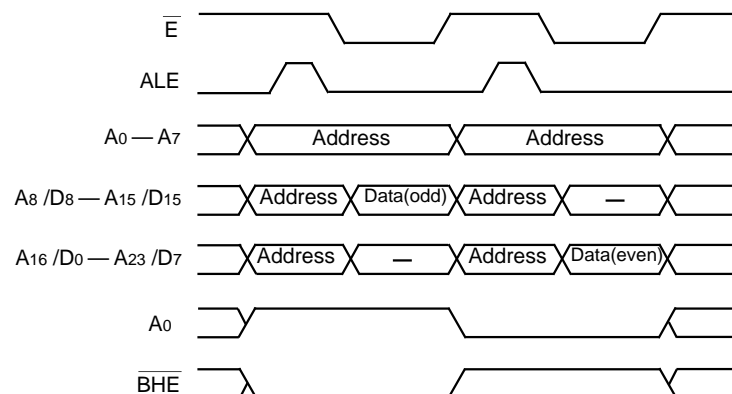 E
ALE
A0 — A7 Address Address
A8 /D8 — A15 /D15 Address Data(odd) Address —
A16 /D0 — A23 /D7 Address — Address Data(even)
A0
BHE